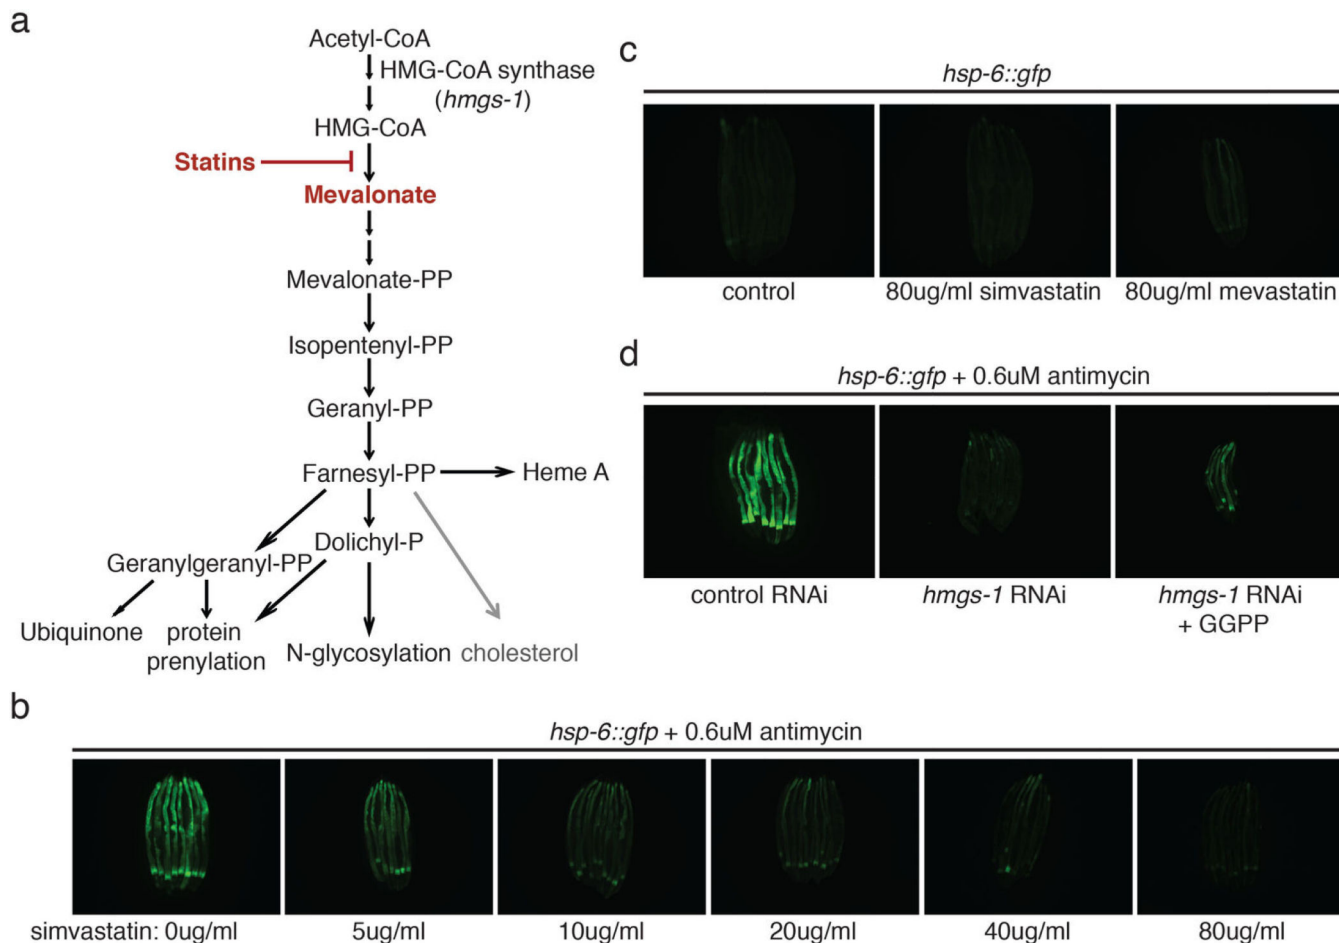 a
Acetyl-CoA
HMG-CoA synthase
(hmgs-1)
HMG-CoA
Statins
Mevalonate
Mevalonate-PP
Isopentenyl-PP
Geranyl-PP
Farnesyl-PP
Heme A
Dolichyl-P
Geranylgeranyl-PP
Ubiquinone
protein
prenylation
N-glycosylation
cholesterol
c
hsp-6::gfp
control
80ug/ml simvastatin
80ug/ml mevastatin
d
hsp-6::gfp + 0.6uM antimycin
control RNAi
hmgs-1 RNAi
hmgs-1 RNAi
+ GGPP
b
hsp-6::gfp + 0.6uM antimycin
simvastatin: 0ug/ml
5ug/ml
10ug/ml
20ug/ml
40ug/ml
80ug/ml